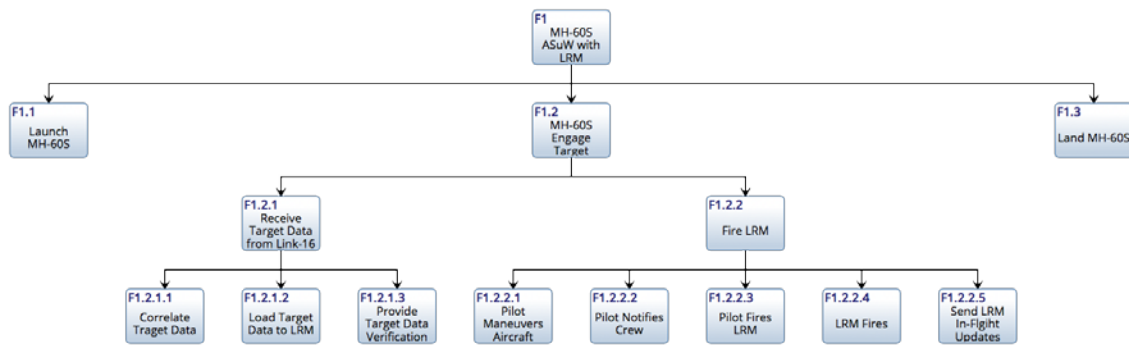 F1
MH-60S
ASuW with
LRM
F1.1
Launch
MH-60S
F1.2
MH-60S
Engage
Target
F1.3
Land MH-60S
F1.2.1
Receive
Target Data
from Link-16
F1.2.2
Fire LRM
F1.2.1.1
Correlate
Traget Data
F1.2.1.2
Load Target
Data to LRM
F1.2.1.3
Provide
Target Data
Verification
F1.2.2.1
Pilot
Maneuvers
Aircraft
F1.2.2.2
Pilot Notifies
Crew
F1.2.2.3
Pilot Fires
LRM
F1.2.2.4
LRM Fires
F1.2.2.5
Send LRM
In-Flgiht
Updates